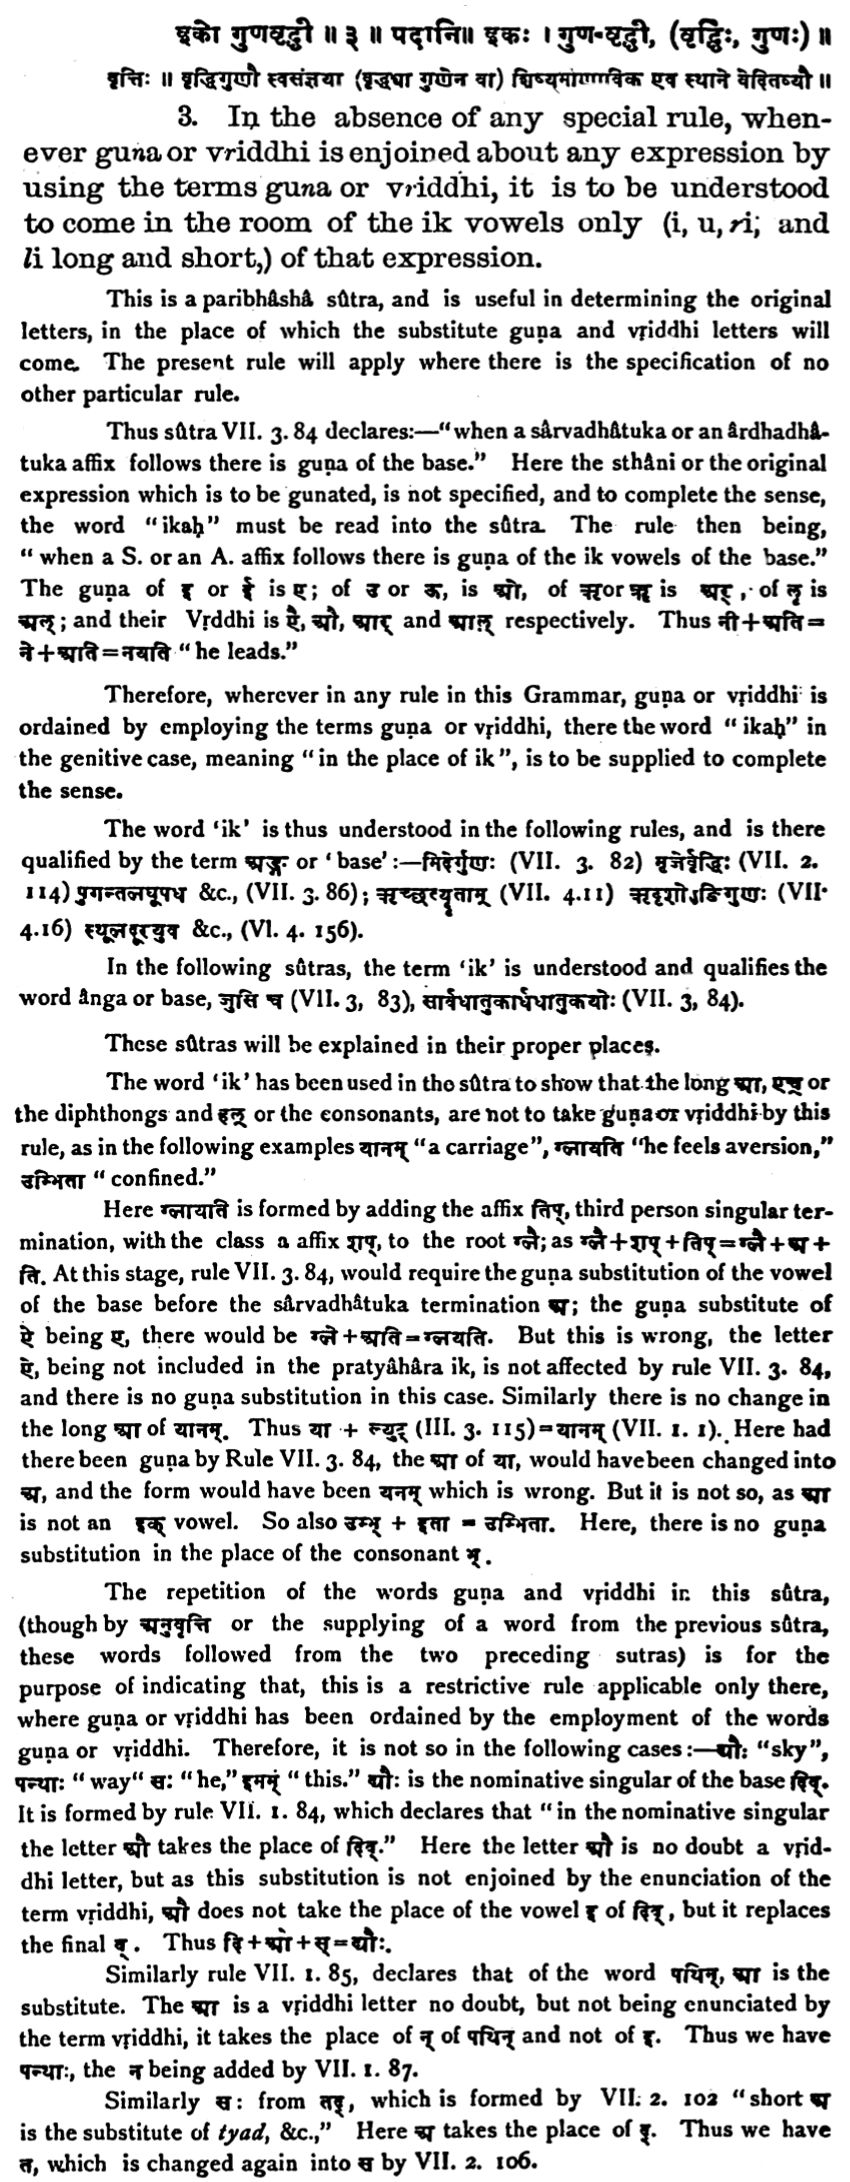 इको गुणवृद्धी ॥ ३ ॥ पदानि॥ इकः । गुण-वृद्धी, (वृद्धिः, गुणः) ॥
वृत्तिः ॥ वृद्धिगुणौ स्वसंज्ञया (वृद्ध्या गुणेन वा) शिष्यमाणाविक एव स्थाने वेदितव्यौ ॥
3. In the absence of any special rule, when-
ever guna or vriddhi is enjoined about any expression by
using the terms guna or vriddhi, it is to be understood
to come in the room of the ik vowels only (i, u, ri; and
li long and short,) of that expression.
This is a paribhâshâ sûtra, and is useful in determining the original
letters, in the place of which the substitute guṇa and vṛiddhi letters will
come. The present rule will apply where there is the specification of no
other particular rule.
Thus sûtra VII. 3. 84 declares:—"when a sârvadhâtuka or an ârdhadhâ-
tuka affix follows there is guṇa of the base." Here the sthâni or the original
expression which is to be gunated, is not specified, and to complete the sense,
the word "ikaḥ" must be read into the sûtra. The rule then being,
"when a S. or an A. affix follows there is guṇa of the ik vowels of the base."
The guṇa of इ or ई is ए; of उ or ऊ, is ओ, of ऋ or ॠ is अर्, of लृ is
अल्; and their Vṛddhi is ऐ, औ, आर् and आल् respectively. Thus नी+अति=
ने+अति=नयति "he leads."
Therefore, wherever in any rule in this Grammar, guṇa or vṛiddhi is
ordained by employing the terms guṇa or vṛiddhi, there the word "ikaḥ" in
the genitive case, meaning "in the place of ik", is to be supplied to complete
the sense.
The word 'ik' is thus understood in the following rules, and is there
qualified by the term अङ्ग or 'base':—मिदेर्गुणः (VII. 3. 82) मृजेर्वृद्धिः (VII. 2.
114) पुगन्तलघूपध &c., (VII. 3. 86); ऋच्छत्यॄताम् (VII. 4.11) ऋदृशोऽङिगुणः (VII·
4.16) स्थूलदूरयुव &c., (VI. 4. 156).
In the following sûtras, the term 'ik' is understood and qualifies the
word ânga or base, जुसि च (VII. 3, 83), सार्वधातुकार्धधातुकयोः (VII. 3, 84).
These sûtras will be explained in their proper places.
The word 'ik' has been used in the sûtra to show that the long आ, एच् or
the diphthongs and हल् or the consonants, are not to take guṇa or vṛiddhi by this
rule, as in the following examples यानम् "a carriage", ग्लायति "he feels aversion,"
उम्भिता "confined."
Here ग्लायति is formed by adding the affix तिप्, third person singular ter-
mination, with the class a affix शप्, to the root ग्लै; as ग्लै+शप्+तिप्=ग्लै+अ+
ति. At this stage, rule VII. 3. 84, would require the guṇa substitution of the vowel
of the base before the sârvadhâtuka termination अ; the guṇa substitute of
ऐ being ए, there would be ग्ले+अति=ग्लयति. But this is wrong, the letter
ऐ, being not included in the pratyâhâra ik, is not affected by rule VII. 3. 84,
and there is no guṇa substitution in this case. Similarly there is no change in
the long आ of यानम्. Thus या + ल्युट् (III. 3. 115)=यानम् (VII. 1. 1). Here had
there been guṇa by Rule VII. 3. 84, the आ of या, would have been changed into
अ, and the form would have been यनम् which is wrong. But it is not so, as आ
is not an इक् vowel. So also उम्भ् + इता = उम्भिता. Here, there is no guṇa
substitution in the place of the consonant भ्.
The repetition of the words guṇa and vṛiddhi in this sûtra,
(though by अनुवृत्ति or the supplying of a word from the previous sûtra,
these words followed from the two preceding sutras) is for the
purpose of indicating that, this is a restrictive rule applicable only there,
where guṇa or vṛiddhi has been ordained by the employment of the words
guṇa or vṛiddhi. Therefore, it is not so in the following cases:—द्यौः "sky",
पन्थाः "way" सः "he," इमम् "this." द्यौः is the nominative singular of the base दिव्.
It is formed by rule VII. 1. 84, which declares that "in the nominative singular
the letter औ takes the place of दिव्." Here the letter औ is no doubt a vṛid-
dhi letter, but as this substitution is not enjoined by the enunciation of the
term vṛiddhi, औ does not take the place of the vowel इ of दिव्, but it replaces
the final व्. Thus दि+औ+स्=द्यौः.
Similarly rule VII. 1. 85, declares that of the word पथिन्, आ is the
substitute. The आ is a vṛiddhi letter no doubt, but not being enunciated by
the term vṛiddhi, it takes the place of न् of पथिन् and not of इ. Thus we have
पन्थाः, the न being added by VII. 1. 87.
Similarly सः from तद्, which is formed by VII. 2. 102 "short अ
is the substitute of tyad, &c.," Here अ takes the place of द्. Thus we have
त, which is changed again into स by VII. 2. 106.